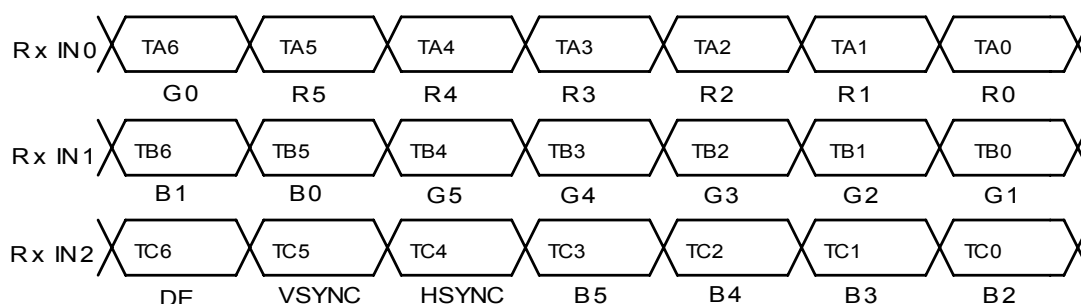 Rx IN0 TA6 TA5 TA4 TA3 TA2 TA1 TA0
G0 R5 R4 R3 R2 R1 R0
Rx IN1 TB6 TB5 TB4 TB3 TB2 TB1 TB0
B1 B0 G5 G4 G3 G2 G1
Rx IN2 TC6 TC5 TC4 TC3 TC2 TC1 TC0
DE VSYNC HSYNC B5 B4 B3 B2